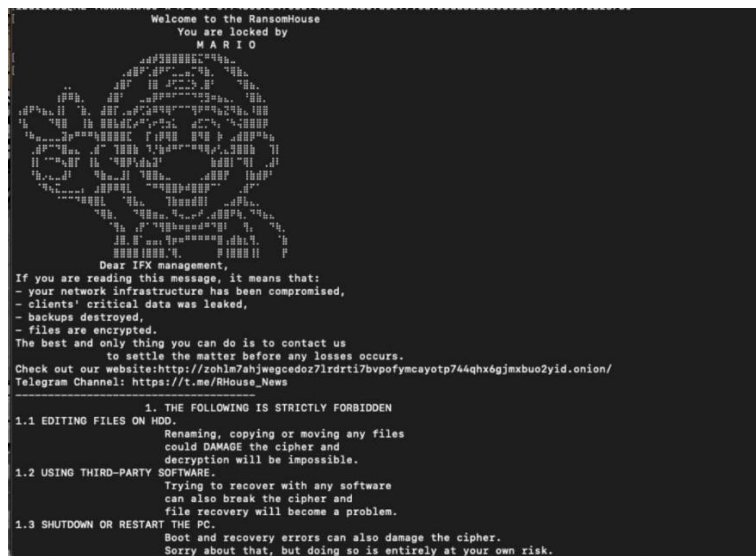 Welcome to the RansomHouse
You are locked by
M A R I O
Dear IFX management,
If you are reading this message, it means that:
- your network infrastructure has been compromised,
- clients' critical data was leaked,
- backups destroyed,
- files are encrypted.
The best and only thing you can do is to contact us
to settle the matter before any losses occurs.
Check out our website:http://zohlm7ahjwegcedoz7lrdrti7bvpofymcayotp744qhx6gjmxbuo2yid.onion/
Telegram Channel: https://t.me/RHouse_News
----------------------------------------
1. THE FOLLOWING IS STRICTLY FORBIDDEN
1.1 EDITING FILES ON HDD.
Renaming, copying or moving any files
could DAMAGE the cipher and
decryption will be impossible.
1.2 USING THIRD-PARTY SOFTWARE.
Trying to recover with any software
can also break the cipher and
file recovery will become a problem.
1.3 SHUTDOWN OR RESTART THE PC.
Boot and recovery errors can also damage the cipher.
Sorry about that, but doing so is entirely at your own risk.